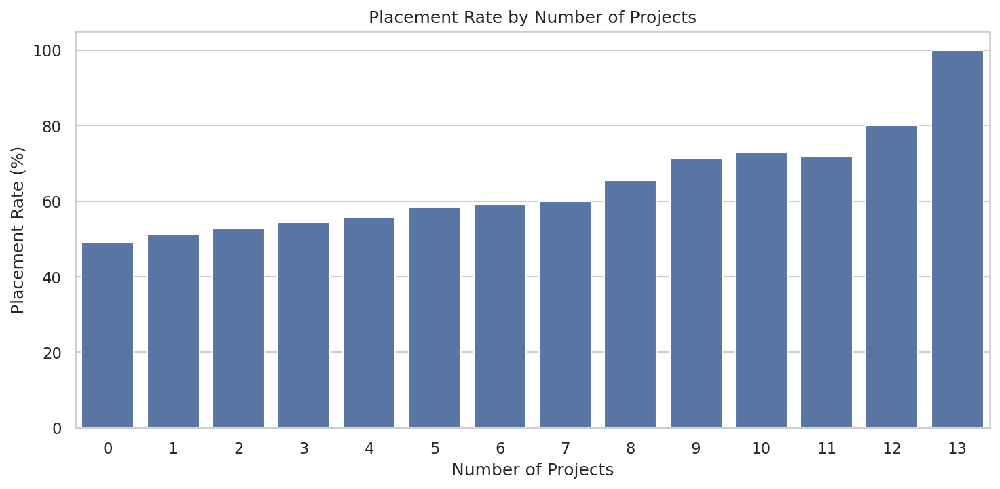 Placement Rate by Number of Projects
Placement Rate (%)
100
80
60
40
20
0
0 1 2 3 4 5 6 7 8 9 10 11 12 13
Number of Projects